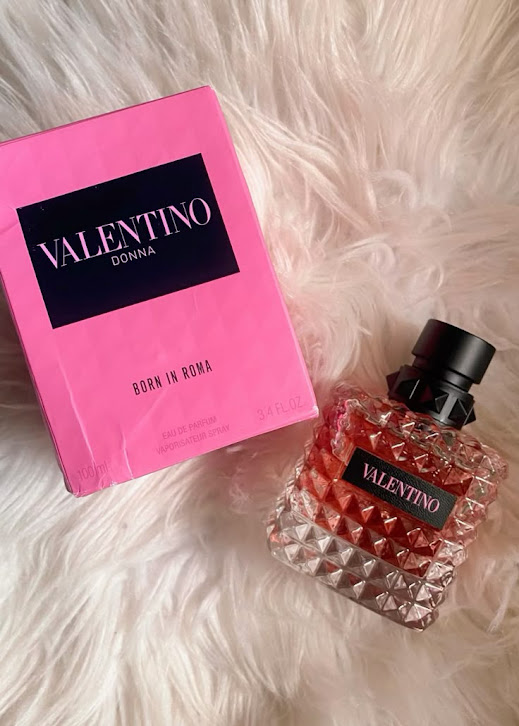 VALENTINO
DONNA
BORN IN ROMA
EAU DE PARFUM
VAPORISATEUR SPRAY
100 ml
3.4 FL.OZ
VALENTINO